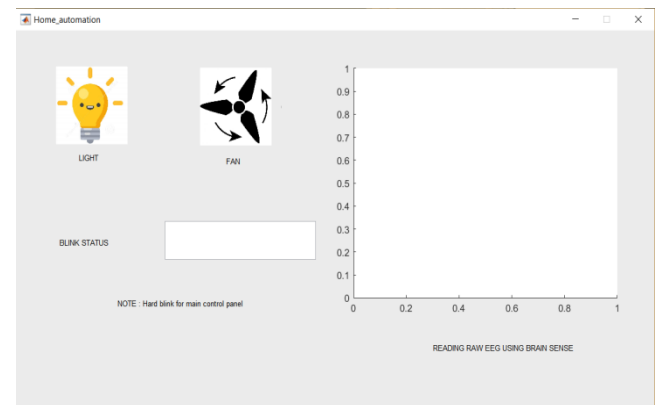 Home_automation
LIGHT
FAN
BLINK STATUS
NOTE : Hard blink for main control panel
1
0.9
0.8
0.7
0.6
0.5
0.4
0.3
0.2
0.1
0
0 0.2 0.4 0.6 0.8 1
READING RAW EEG USING BRAIN SENSE